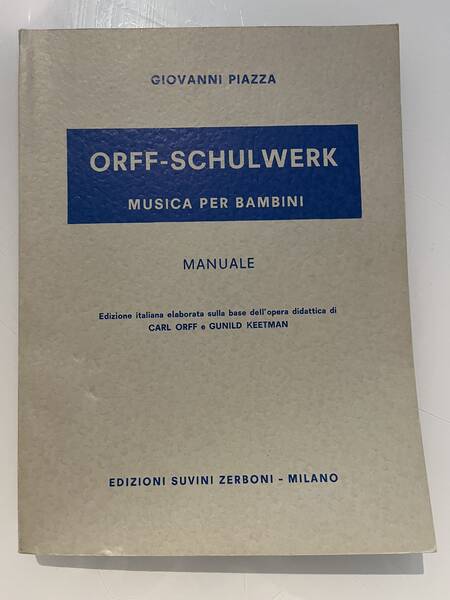 GIOVANNI PIAZZA
ORFF-SCHULWERK
MUSICA PER BAMBINI
MANUALE
Edizione italiana elaborata sulla base dell'opera didattica di
CARL ORFF e GUNILD KEETMAN
EDIZIONI SUVINI ZERBONI - MILANO